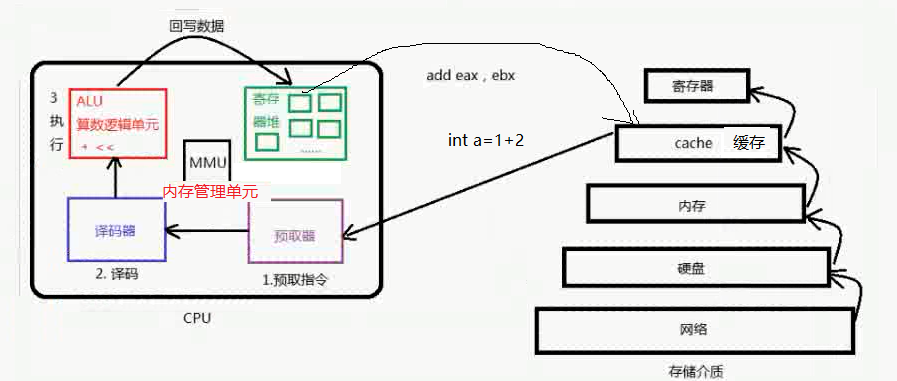 回写数据
3
执
行
ALU
算数逻辑单元
+ <<
寄存
器堆
......
MMU
内存管理单元
译码器
预取器
2. 译码
1.预取指令
CPU
add eax , ebx
int a=1+2
寄存器
cache 缓存
内存
硬盘
网络
存储介质